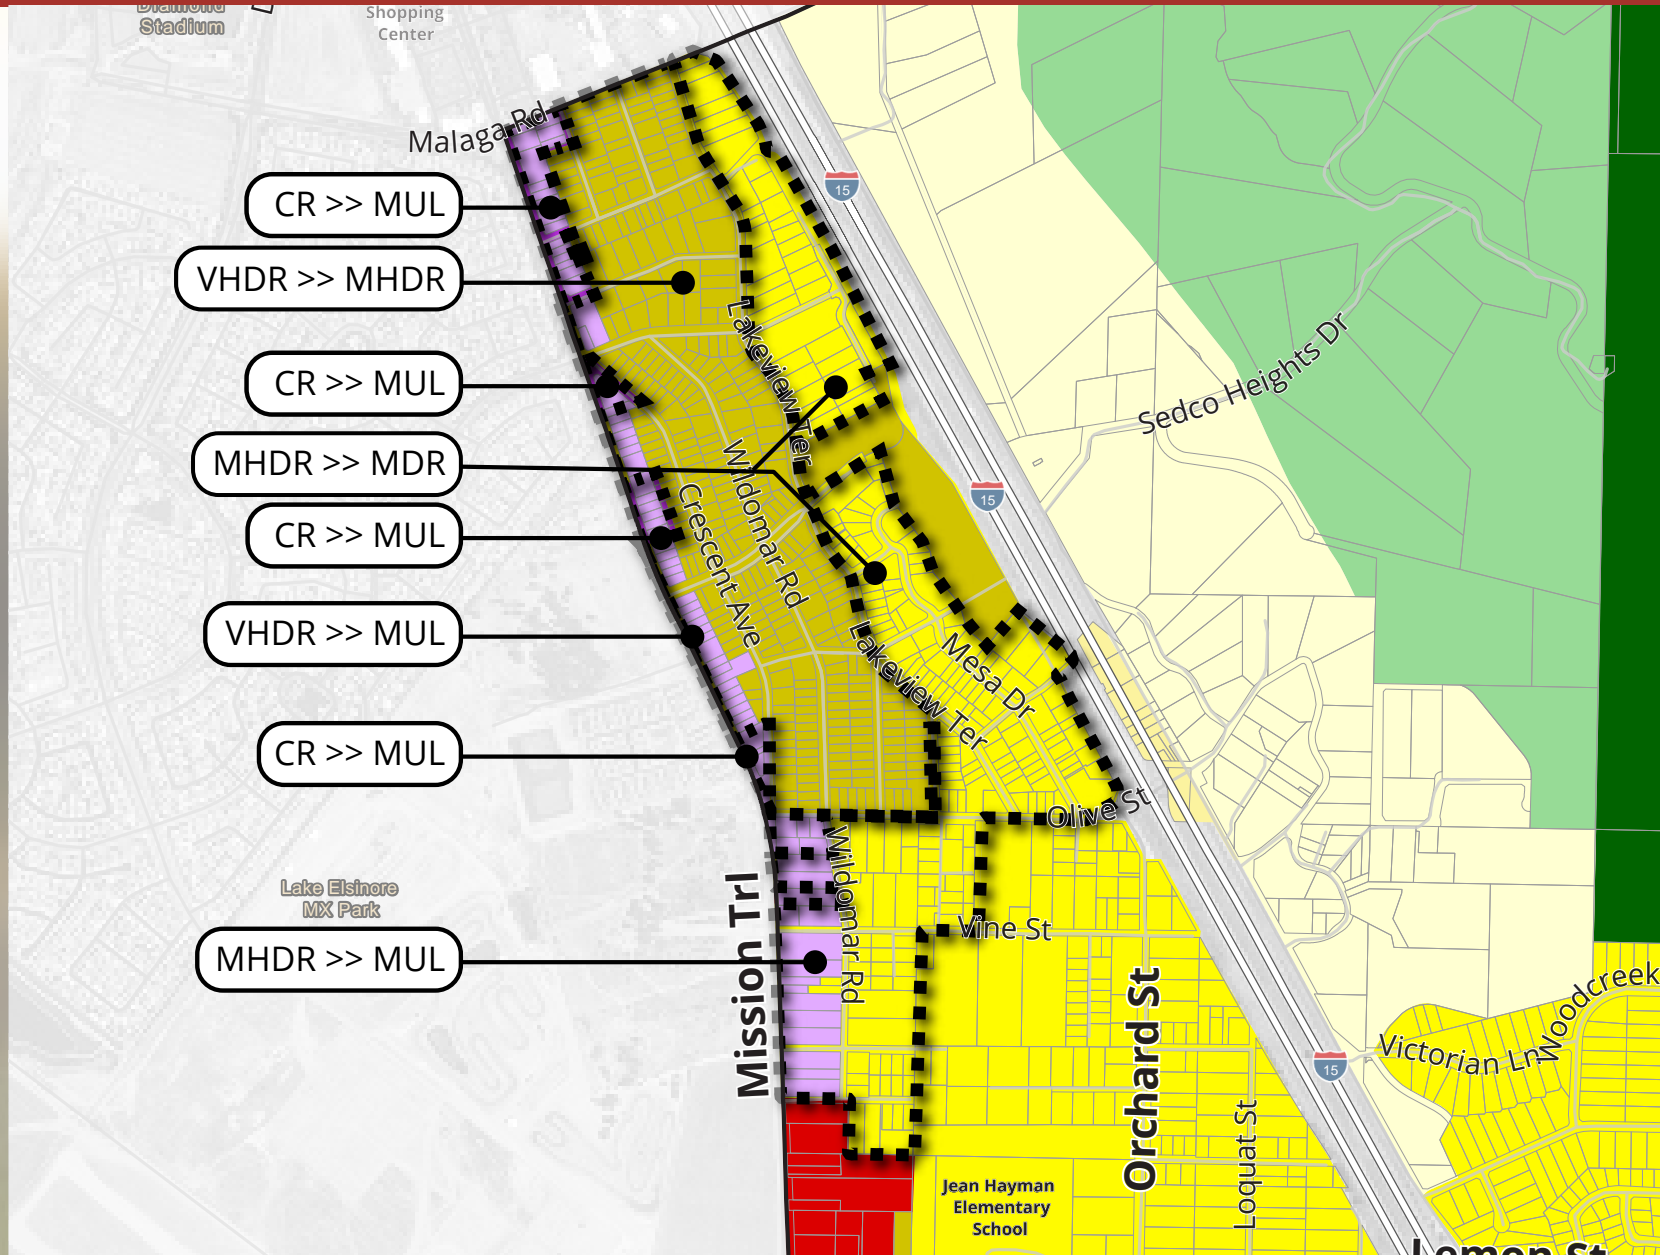 Diamond
Stadium
Shopping
Center
Malaga Rd
15
CR >> MUL
VHDR >> MHDR
CR >> MUL
MHDR >> MDR
CR >> MUL
VHDR >> MUL
CR >> MUL
MHDR >> MUL
Lakeview Ter
Wildomar Rd
Crescent Ave
Sedco Heights Dr
15
Lakeview Ter
Mesa Dr
Olive St
Lake Elsinore
MX Park
Mission Trl
Wildomar Rd
Vine St
Orchard St
Loquat St
Woodcreek
Victorian Ln
15
Jean Hayman
Elementary
School
Lemon St